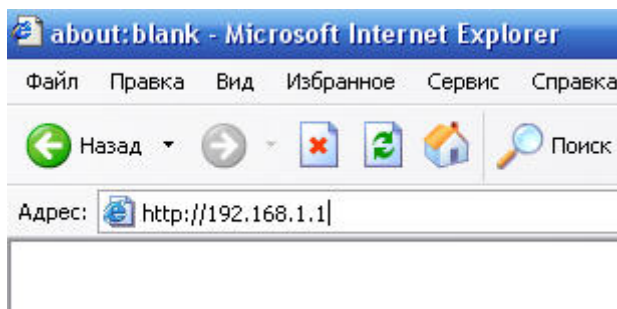 about:blank - Microsoft Internet Explorer
Файл Правка Вид Избранное Сервис Справка
Назад Поиск
Адрес: http://192.168.1.1